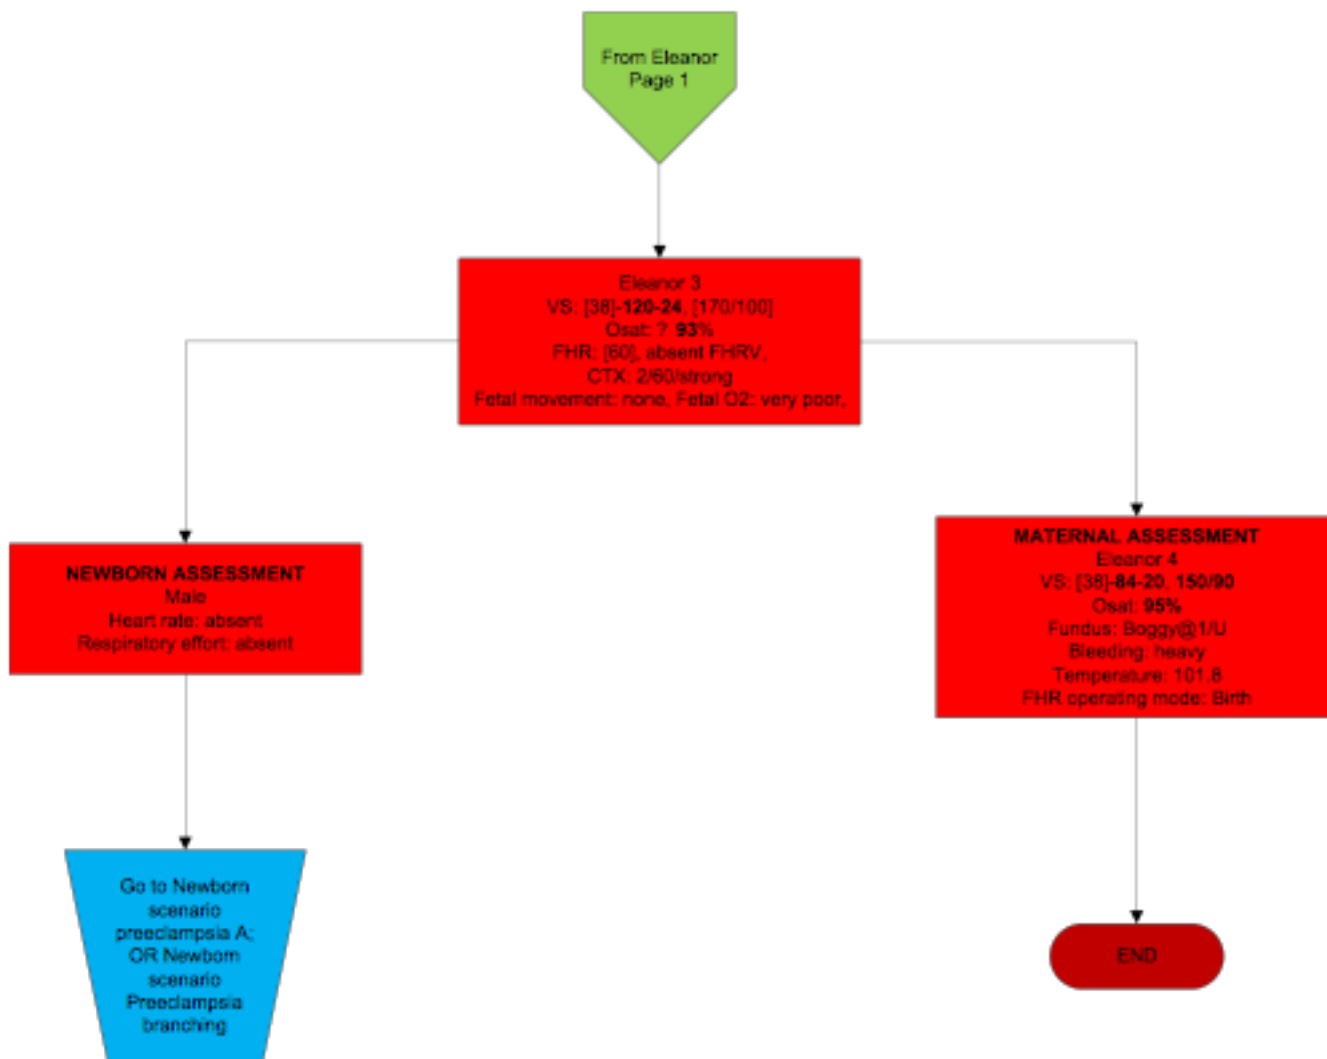 From Eleanor
Page 1
Eleanor 3
VS: [38]-120-24, [170/100]
Osat: ? 93%
FHR: [60], absent FHRV,
CTX: 2/60/strong
Fetal movement: none, Fetal O2: very poor,
NEWBORN ASSESSMENT
Male
Heart rate: absent
Respiratory effort: absent
MATERNAL ASSESSMENT
Eleanor 4
VS: [38]-84-20, 150/90
Osat: 95%
Fundus: Boggy@1/U
Bleeding: heavy
Temperature: 101.8
FHR operating mode: Birth
Go to Newborn
scenario
preeclampsia A;
OR Newborn
scenario
Preeclampsia
branching
END